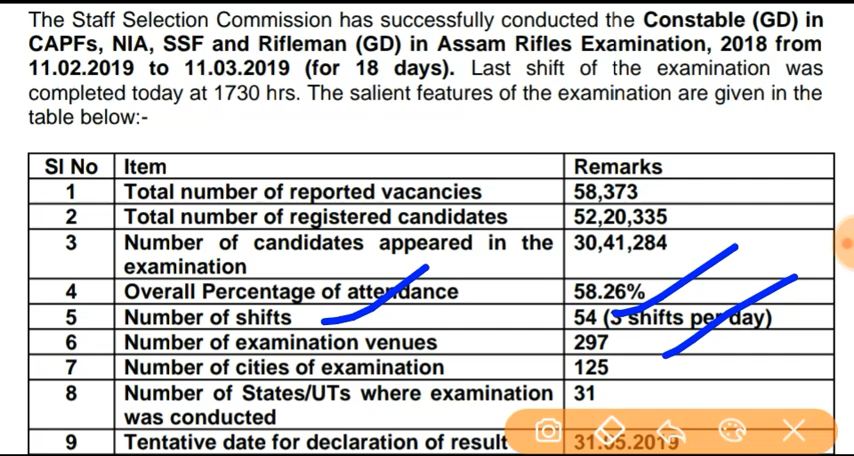 The Staff Selection Commission has successfully conducted the Constable (GD) in
CAPFs, NIA, SSF and Rifleman (GD) in Assam Rifles Examination, 2018 from
11.02.2019 to 11.03.2019 (for 18 days). Last shift of the examination was
completed today at 1730 hrs. The salient features of the examination are given in the
table below:-
Sl No Item Remarks
1 Total number of reported vacancies 58,373
2 Total number of registered candidates 52,20,335
3 Number of candidates appeared in the 30,41,284
examination
4 Overall Percentage of attendance 58.26%
5 Number of shifts 54 (3 shifts per day)
6 Number of examination venues 297
7 Number of cities of examination 125
8 Number of States/UTs where examination 31
was conducted
9 Tentative date for declaration of result 31.05.2019